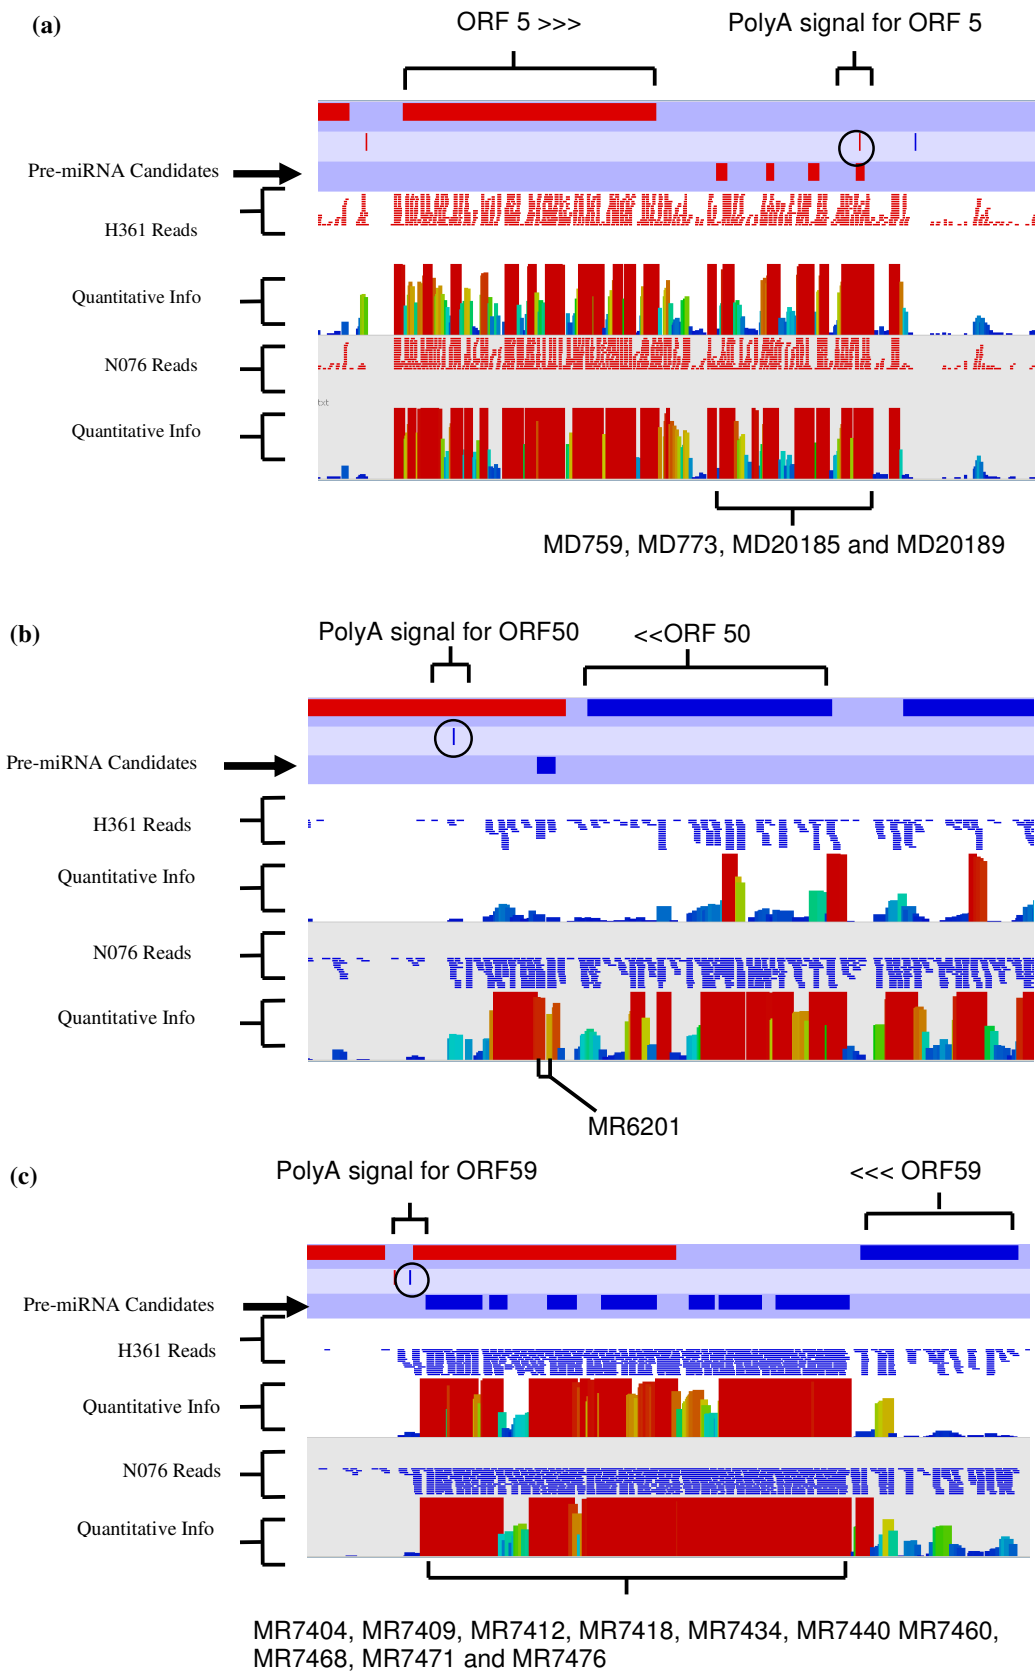 (a)
ORF 5 >>>
PolyA signal for ORF 5
Pre-miRNA Candidates
H361 Reads
Quantitative Info
N076 Reads
txt
Quantitative Info
MD759, MD773, MD20185 and MD20189
(b)
PolyA signal for ORF50
<<ORF 50
Pre-miRNA Candidates
H361 Reads
Quantitative Info
N076 Reads
Quantitative Info
MR6201
(c)
PolyA signal for ORF59
<<< ORF59
Pre-miRNA Candidates
H361 Reads
Quantitative Info
N076 Reads
Quantitative Info
MR7404, MR7409, MR7412, MR7418, MR7434, MR7440 MR7460,
MR7468, MR7471 and MR7476